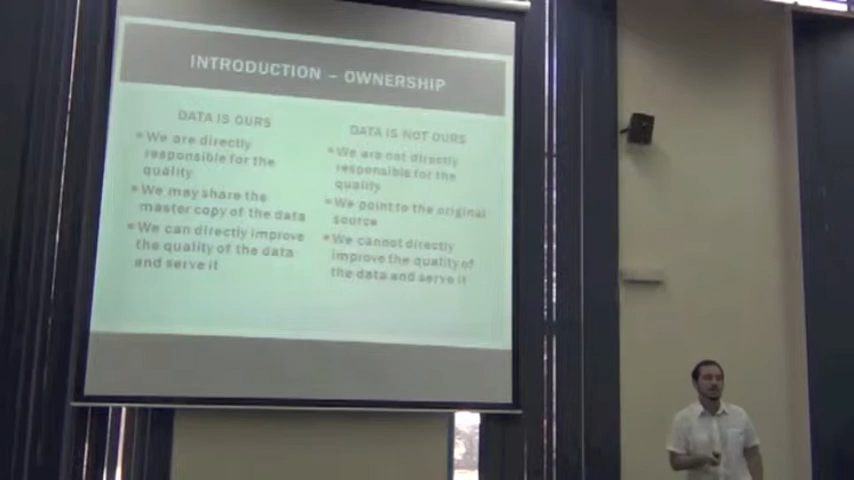 INTRODUCTION – OWNERSHIP
DATA IS OURS
We are directly
responsible for the
quality
We may share the
master copy of the data
We can directly improve
the quality of the data
and serve it
DATA IS NOT OURS
We are not directly
responsible for the
quality
We point to the original
source
We cannot directly
improve the quality of
the data and serve it